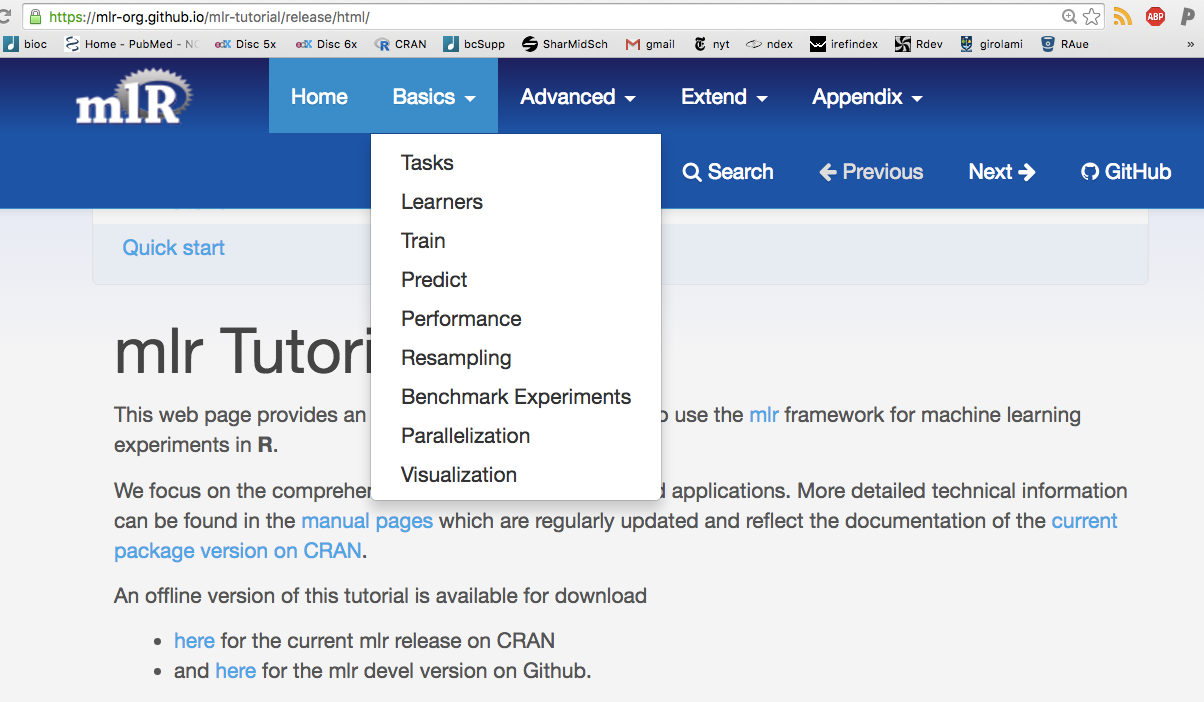 https://mlr-org.github.io/mlr-tutorial/release/html/
ABP
bioc Home - PubMed - NC edX Disc 5x edX Disc 6x R CRAN bcSupp SharMidSch gmail nyt ndex irefindex Rdev girolami RAue »
mlR Home Basics Advanced Extend Appendix
Search Previous Next GitHub
Tasks
Learners
Train
Predict
Performance
Resampling
Benchmark Experiments
Parallelization
Visualization
Quick start
mlr Tutori
This web page provides an to use the mlr framework for machine learning
experiments in R.
We focus on the comprehen d applications. More detailed technical information
can be found in the manual pages which are regularly updated and reflect the documentation of the current
package version on CRAN.
An offline version of this tutorial is available for download
• here for the current mlr release on CRAN
• and here for the mlr devel version on Github.